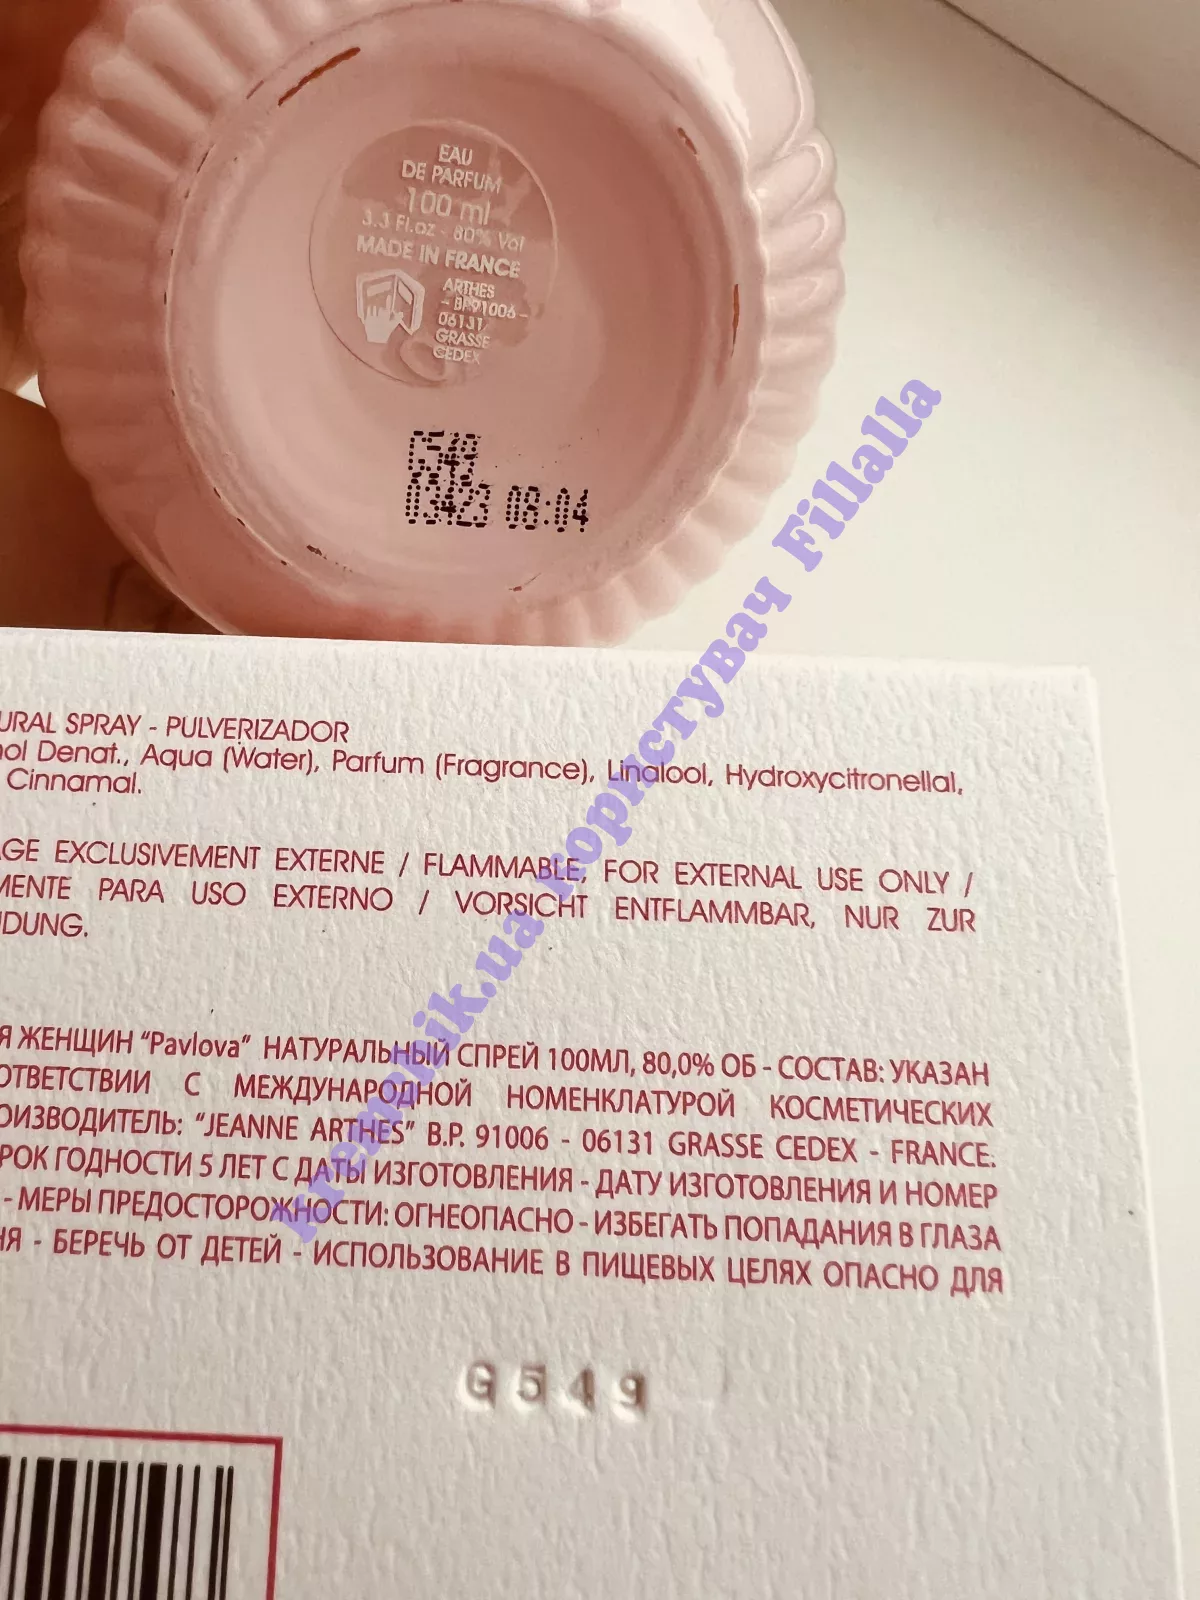 EAU
DE PARFUM
100 ml
3.3 Fl.oz - 80% Vol
MADE IN FRANCE
ARTHES
- BP91006 -
06131
GRASSE
CEDEX
G549
03423 08:04
URAL SPRAY - PULVERIZADOR
ol Denat., Aqua (Water), Parfum (Fragrance), Linalool, Hydroxycitronellal,
Cinnamal.
GE EXCLUSIVEMENT EXTERNE / FLAMMABLE, FOR EXTERNAL USE ONLY /
MENTE PARA USO EXTERNO / VORSICHT ENTFLAMMBAR, NUR ZUR
DUNG.
Я ЖЕНЩИН “Pavlova” НАТУРАЛЬНЫЙ СПРЕЙ 100МЛ, 80,0% ОБ - СОСТАВ: УКАЗАН
ОТВЕТСТВИИ С МЕЖДУНАРОДНОЙ НОМЕНКЛАТУРОЙ КОСМЕТИЧЕСКИХ
ОИЗВОДИТЕЛЬ: “JEANNE ARTHES” B.P. 91006 - 06131 GRASSE CEDEX - FRANCE.
РОК ГОДНОСТИ 5 ЛЕТ С ДАТЫ ИЗГОТОВЛЕНИЯ - ДАТУ ИЗГОТОВЛЕНИЯ И НОМЕР
- МЕРЫ ПРЕДОСТОРОЖНОСТИ: ОГНЕОПАСНО - ИЗБЕГАТЬ ПОПАДАНИЯ В ГЛАЗА
НЯ - БЕРЕЧЬ ОТ ДЕТЕЙ - ИСПОЛЬЗОВАНИЕ В ПИЩЕВЫХ ЦЕЛЯХ ОПАСНО ДЛЯ
G549
kremchik.ua користувач Fillalla